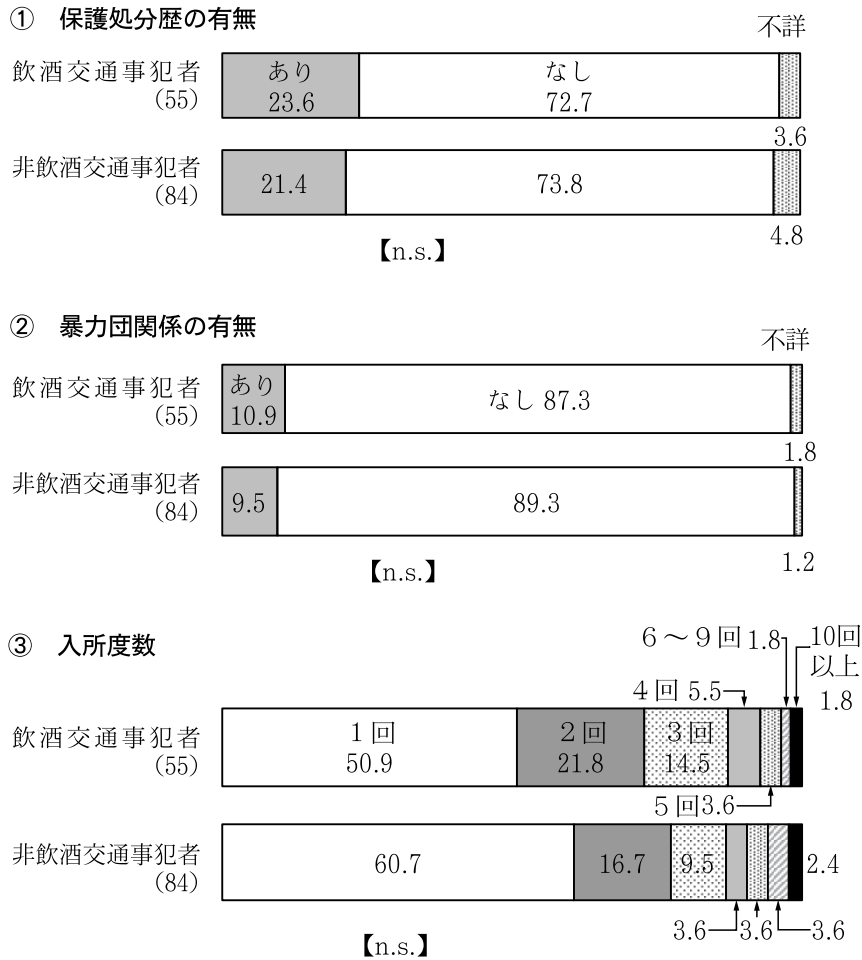 ① 保護処分歴の有無
不詳
飲酒交通事犯者
(55)
あり
23.6
なし
72.7
3.6
非飲酒交通事犯者
(84)
21.4
73.8
4.8
【n.s.】
② 暴力団関係の有無
不詳
飲酒交通事犯者
(55)
あり
10.9
なし 87.3
1.8
非飲酒交通事犯者
(84)
9.5
89.3
1.2
【n.s.】
③ 入所度数
6～9回 1.8
10回
以上
1.8
4回 5.5
飲酒交通事犯者
(55)
1回
50.9
2回
21.8
3回
14.5
5回3.6
非飲酒交通事犯者
(84)
60.7
16.7
9.5
2.4
3.6
3.6
3.6
【n.s.】